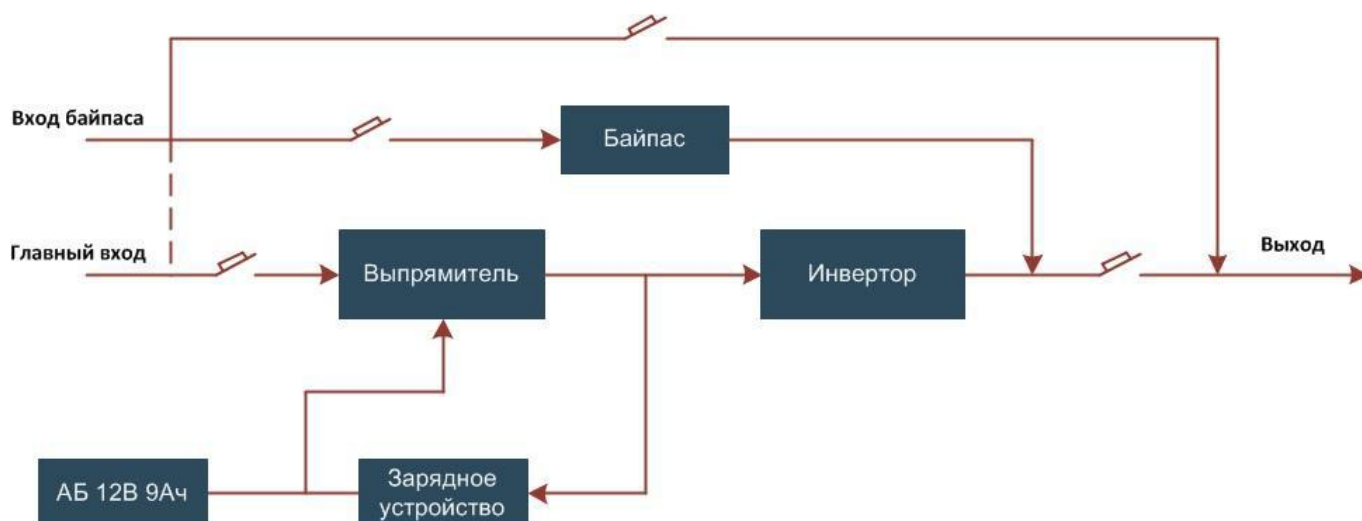 Вход байпаса
Байпас
Главный вход
Выпрямитель
Инвертор
Выход
АБ 12В 9Ач
Зарядное
устройство